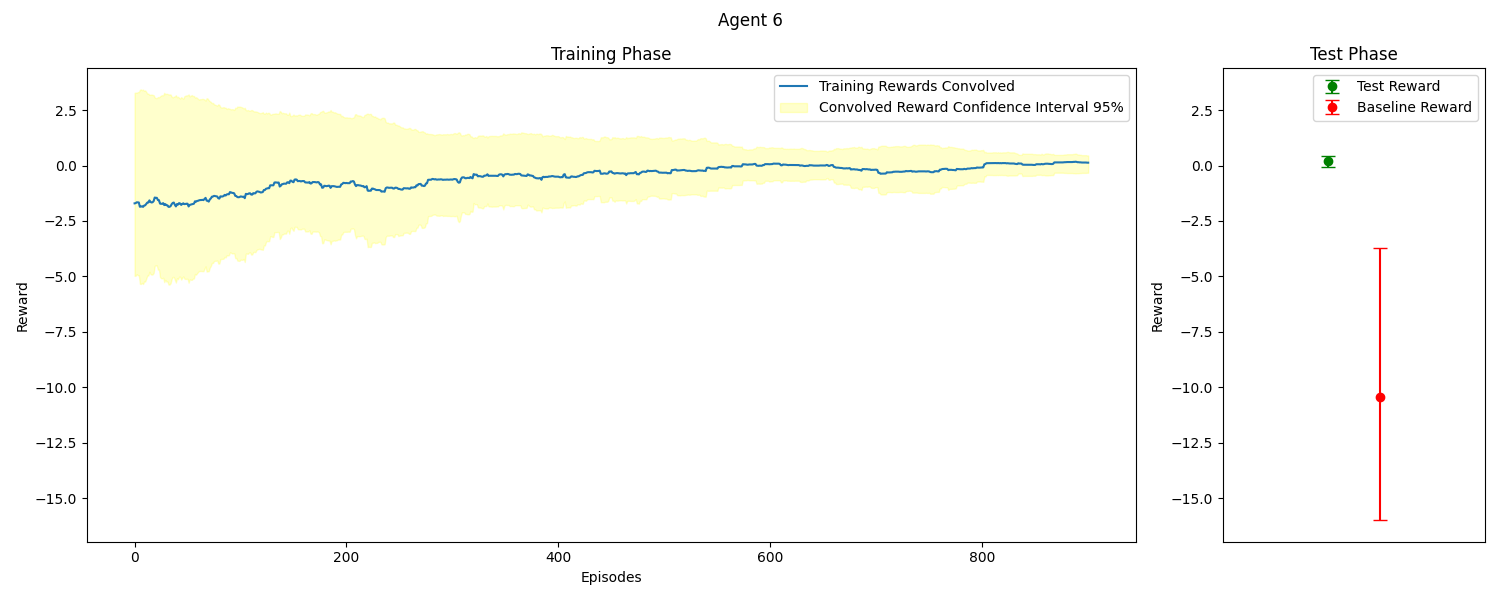 Agent 6
Training Phase
Training Rewards Convolved
Convolved Reward Confidence Interval 95%
Reward
2.5
0.0
−2.5
−5.0
−7.5
−10.0
−12.5
−15.0
0
200
400
600
800
Episodes
Test Phase
Test Reward
Baseline Reward
Reward
2.5
0.0
−2.5
−5.0
−7.5
−10.0
−12.5
−15.0